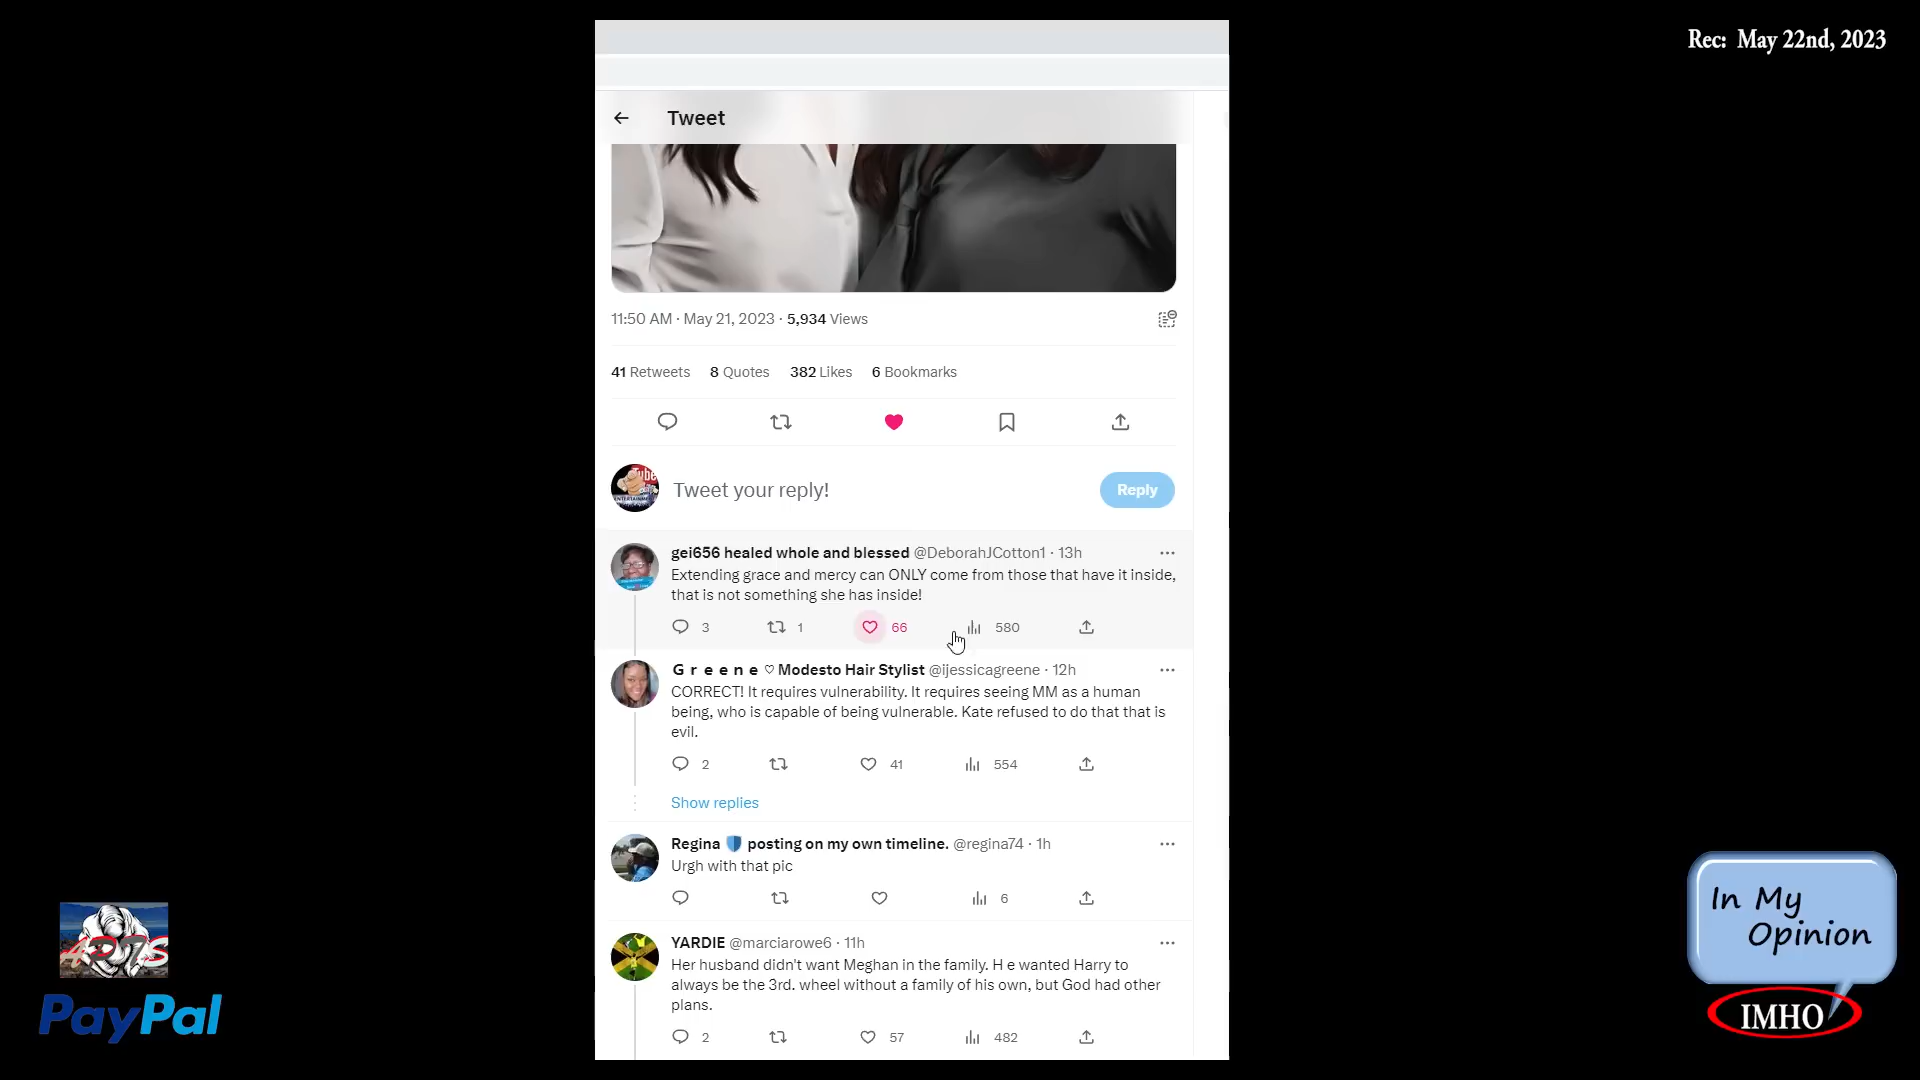 Rec: May 22nd, 2023
Tweet
11:50 AM · May 21, 2023 · 5,934 Views
41 Retweets 8 Quotes 382 Likes 6 Bookmarks
Tweet your reply!
Reply
gei656 healed whole and blessed @DeborahJCotton1 · 13h
Extending grace and mercy can ONLY come from those that have it inside,
that is not something she has inside!
3 1 66 580
G r e e n e ♡ Modesto Hair Stylist @ijessicagreene · 12h
CORRECT! It requires vulnerability. It requires seeing MM as a human
being, who is capable of being vulnerable. Kate refused to do that that is
evil.
2 41 554
Show replies
Regina posting on my own timeline. @regina74 · 1h
Urgh with that pic
6
YARDIE @marciarowe6 · 11h
Her husband didn't want Meghan in the family. H e wanted Harry to
always be the 3rd. wheel without a family of his own, but God had other
plans.
2 57 482
PayPal
In My
Opinion
IMHO